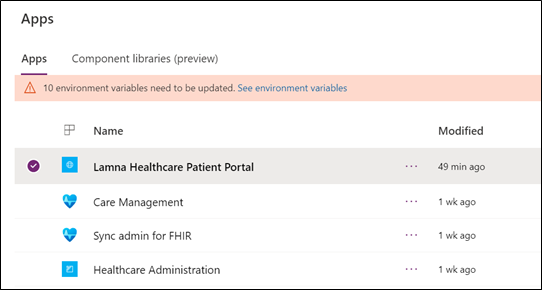 Apps
Apps Component libraries (preview)
10 environment variables need to be updated. See environment variables
Name Modified
Lamna Healthcare Patient Portal ··· 49 min ago
Care Management ··· 1 wk ago
Sync admin for FHIR ··· 1 wk ago
Healthcare Administration ··· 1 wk ago